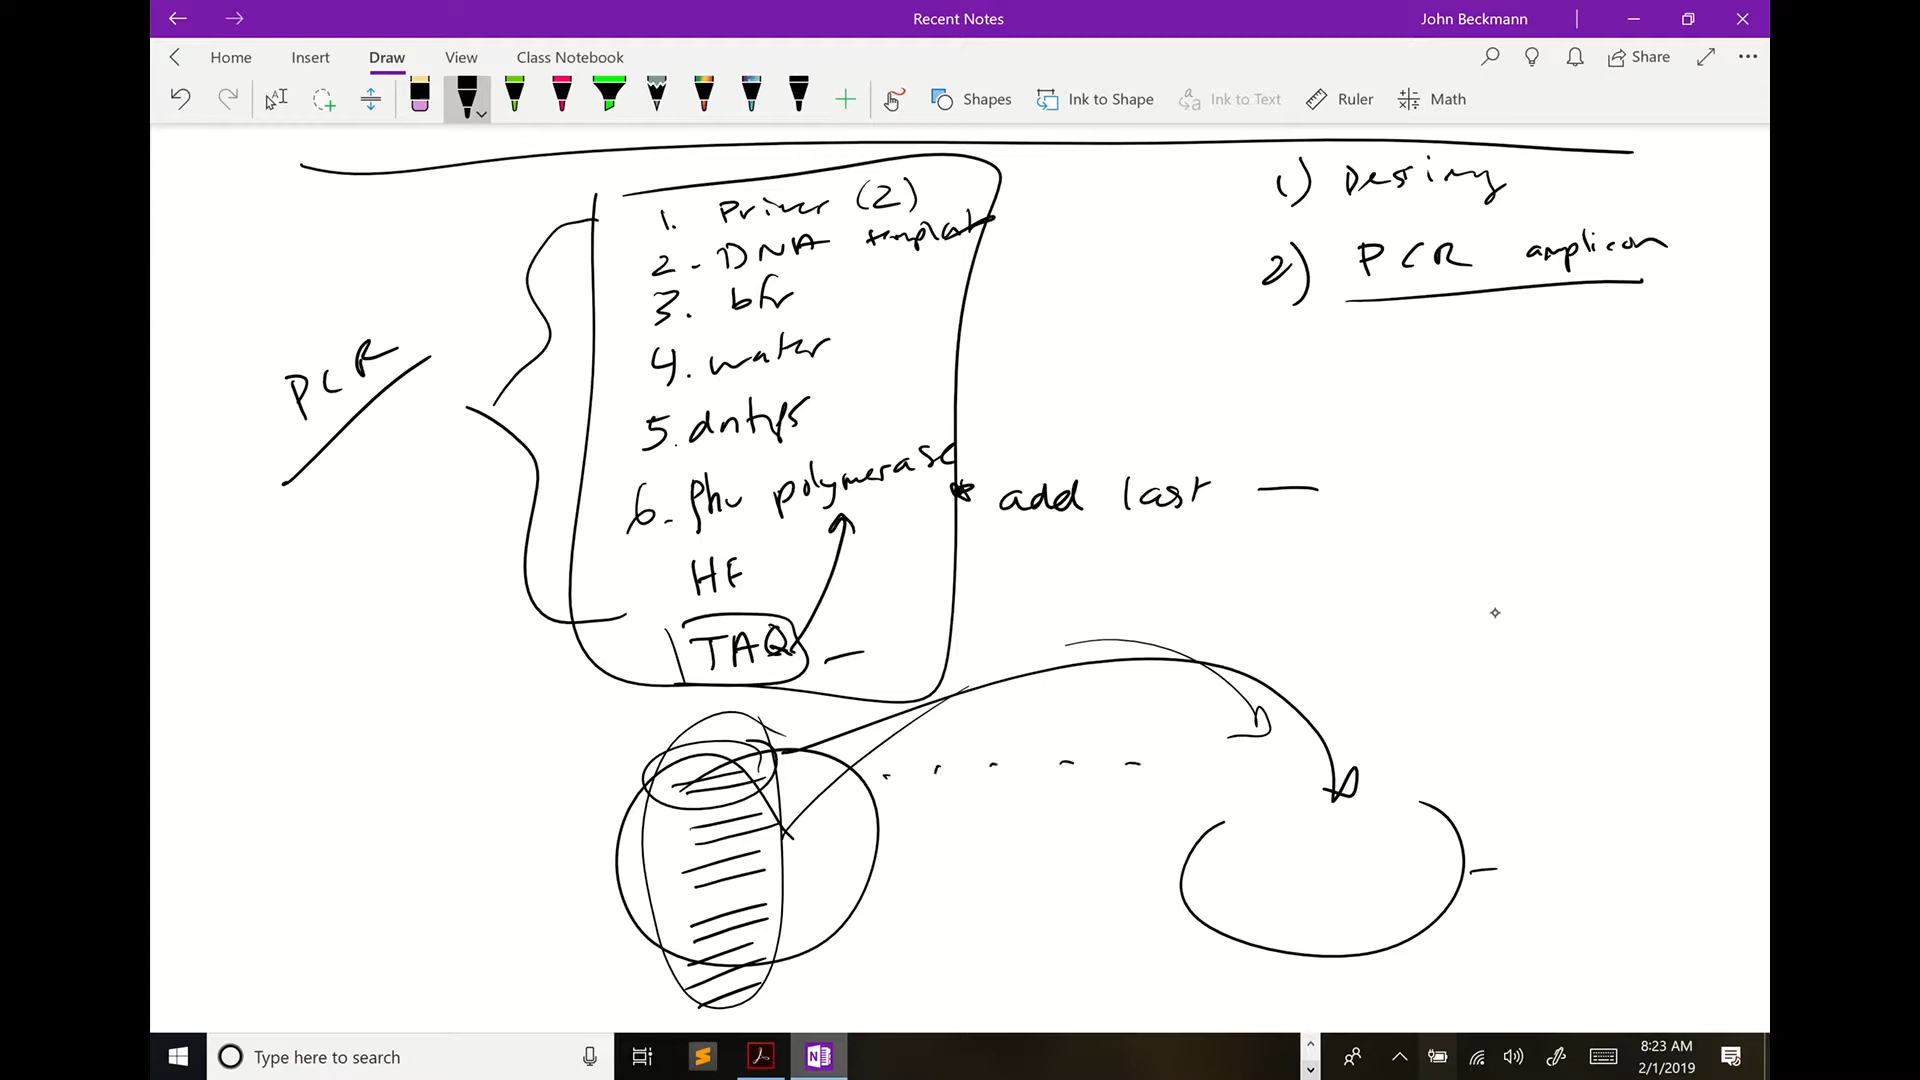 Recent Notes
John Beckmann
Home Insert Draw View Class Notebook
Share
Shapes Ink to Shape Ink to Text Ruler Math
1) Destiny
2) PCR amplicon
PCR
1. Primer (2)
2. DNA template
3. bfr
4. water
5. dntps
6. phu polymerase * add last —
HF
TAQ —
Type here to search
8:23 AM
2/1/2019